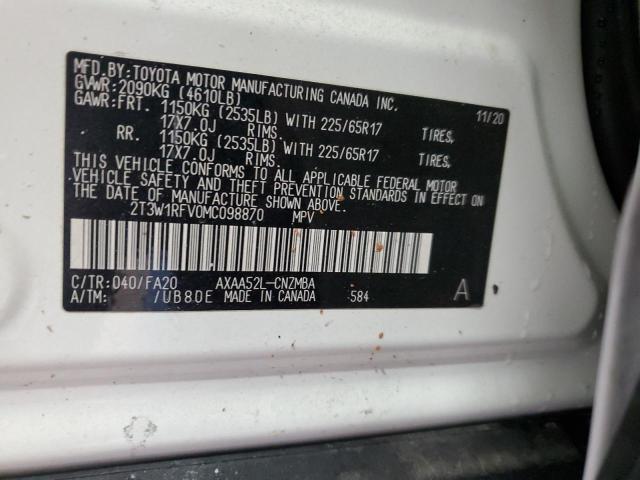 MFD.BY:TOYOTA MOTOR MANUFACTURING CANADA INC.
GVWR:2090KG (4610LB) 11/20
GAWR:FRT. 1150KG (2535LB) WITH 225/65R17 TIRES,
17X7.0J RIMS.
RR. 1150KG (2535LB) WITH 225/65R17 TIRES,
17X7.0J RIMS.
THIS VEHICLE CONFORMS TO ALL APPLICABLE FEDERAL MOTOR
VEHICLE SAFETY AND THEFT PREVENTION STANDARDS IN EFFECT ON
THE DATE OF MANUFACTURE SHOWN ABOVE.
2T3W1RFV0MC098870 MPV
C/TR:040/FA20 AXAA52L-CNZMBA
A/TM: /UB80E MADE IN CANADA 584 A